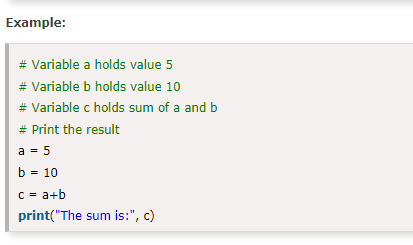 Example:
# Variable a holds value 5
# Variable b holds value 10
# Variable c holds sum of a and b
# Print the result
a = 5
b = 10
c = a+b
print("The sum is:", c)